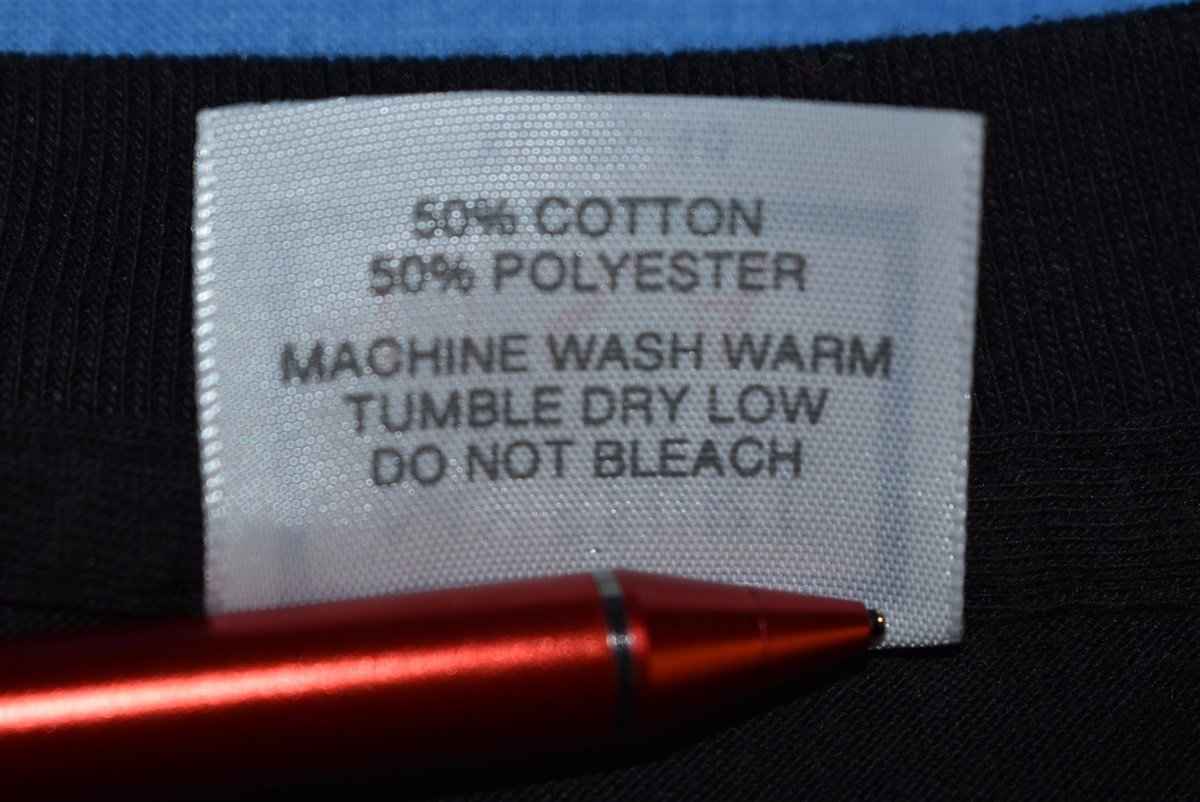 50% COTTON
50% POLYESTER
MACHINE WASH WARM
TUMBLE DRY LOW
DO NOT BLEACH